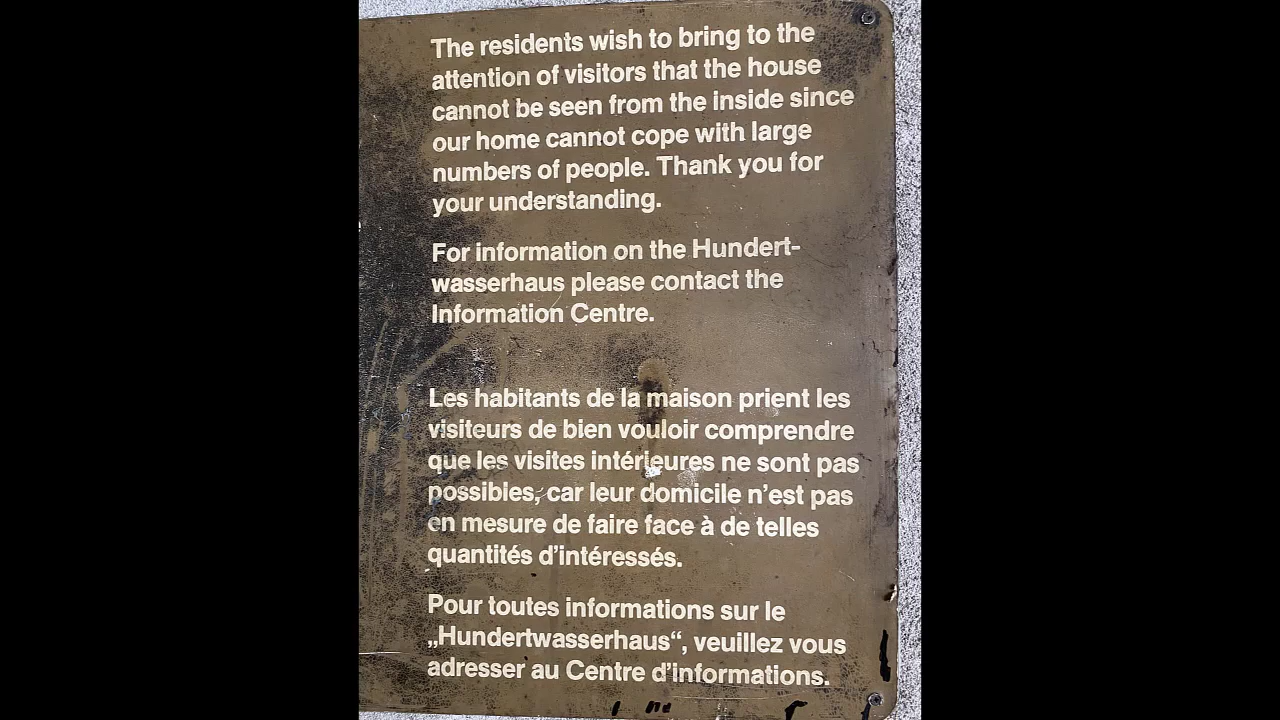 The residents wish to bring to the
attention of visitors that the house
cannot be seen from the inside since
our home cannot cope with large
numbers of people. Thank you for
your understanding.
For information on the Hundert-
wasserhaus please contact the
Information Centre.
Les habitants de la maison prient les
visiteurs de bien vouloir comprendre
que les visites intérieures ne sont pas
possibles, car leur domicile n’est pas
en mesure de faire face à de telles
quantités d’intéressés.
Pour toutes informations sur le
„Hundertwasserhaus“, veuillez vous
adresser au Centre d’informations.